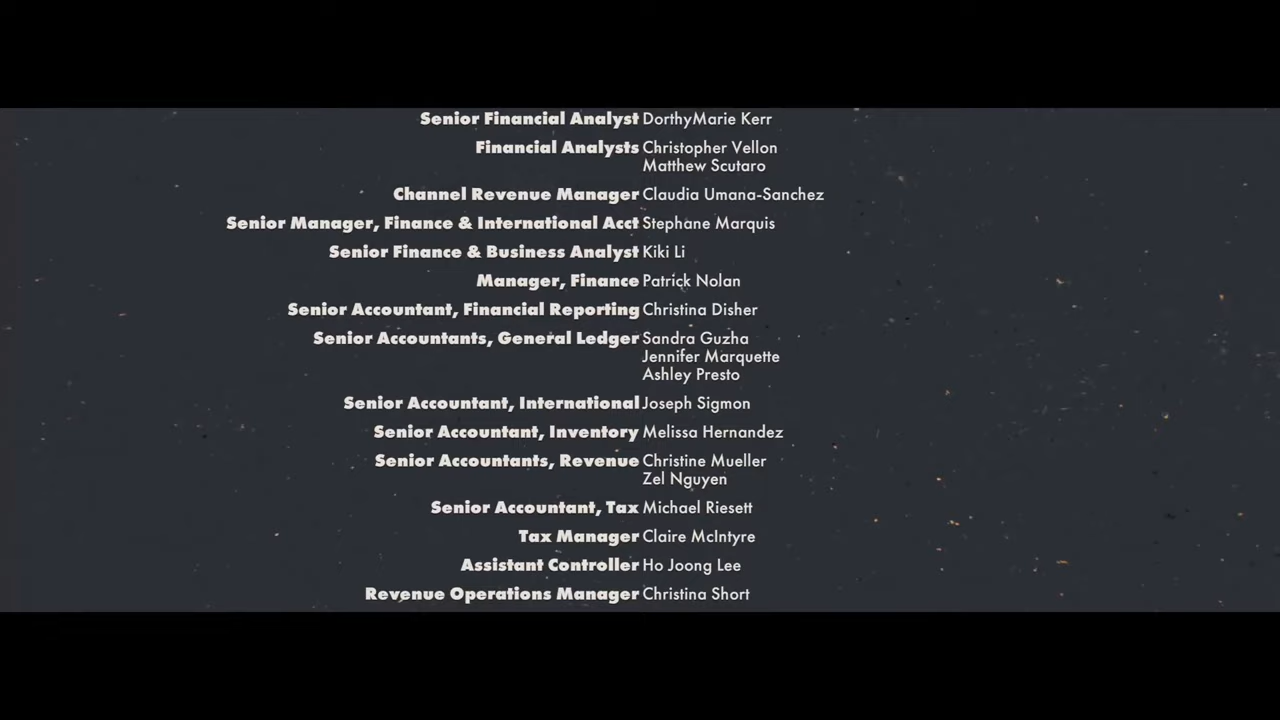 Senior Financial Analyst DorthyMarie Kerr
Financial Analysts Christopher Vellon
Matthew Scutaro
Channel Revenue Manager Claudia Umana-Sanchez
Senior Manager, Finance & International Acct Stephane Marquis
Senior Finance & Business Analyst Kiki Li
Manager, Finance Patrick Nolan
Senior Accountant, Financial Reporting Christina Disher
Senior Accountants, General Ledger Sandra Guzha
Jennifer Marquette
Ashley Presto
Senior Accountant, International Joseph Sigmon
Senior Accountant, Inventory Melissa Hernandez
Senior Accountants, Revenue Christine Mueller
Zel Nguyen
Senior Accountant, Tax Michael Riesett
Tax Manager Claire McIntyre
Assistant Controller Ho Joong Lee
Revenue Operations Manager Christina Short